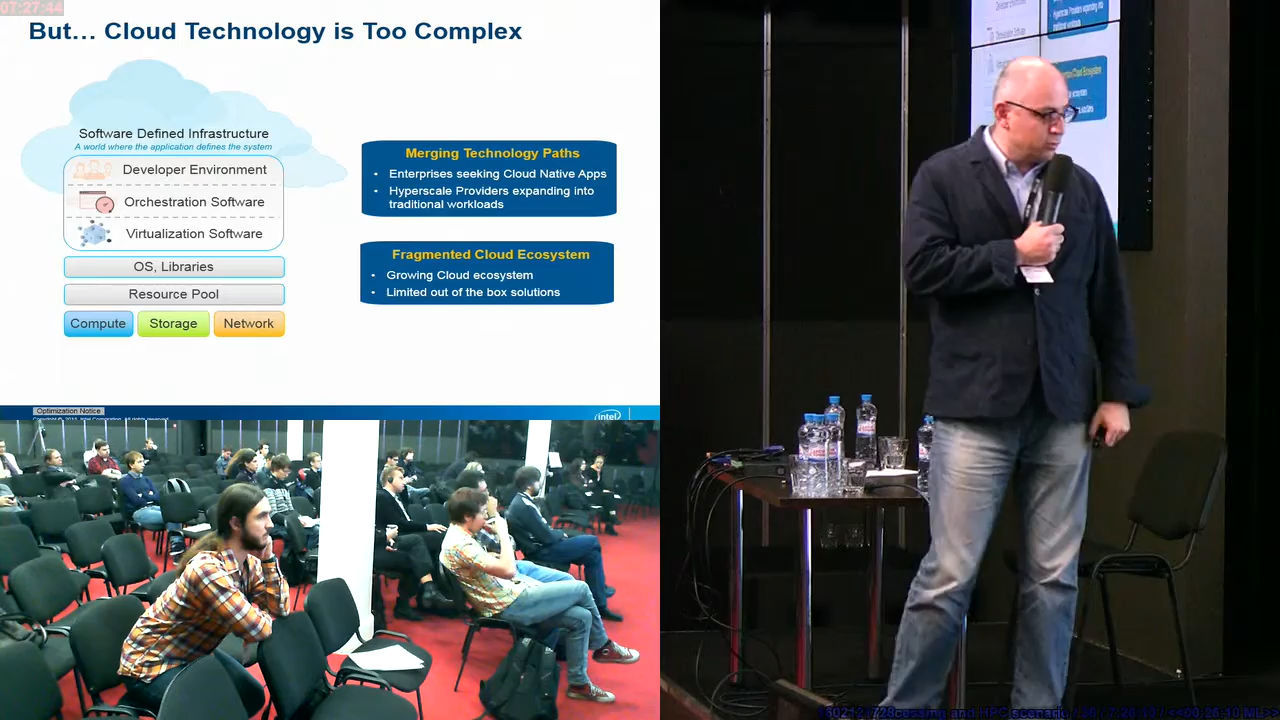 07:27:44
But… Cloud Technology is Too Complex
Software Defined Infrastructure
A world where the application defines the system
Developer Environment
Orchestration Software
Virtualization Software
OS, Libraries
Resource Pool
Compute
Storage
Network
Merging Technology Paths
• Enterprises seeking Cloud Native Apps
• Hyperscale Providers expanding into
traditional workloads
Fragmented Cloud Ecosystem
• Growing Cloud ecosystem
• Limited out of the box solutions
Optimization Notice
intel